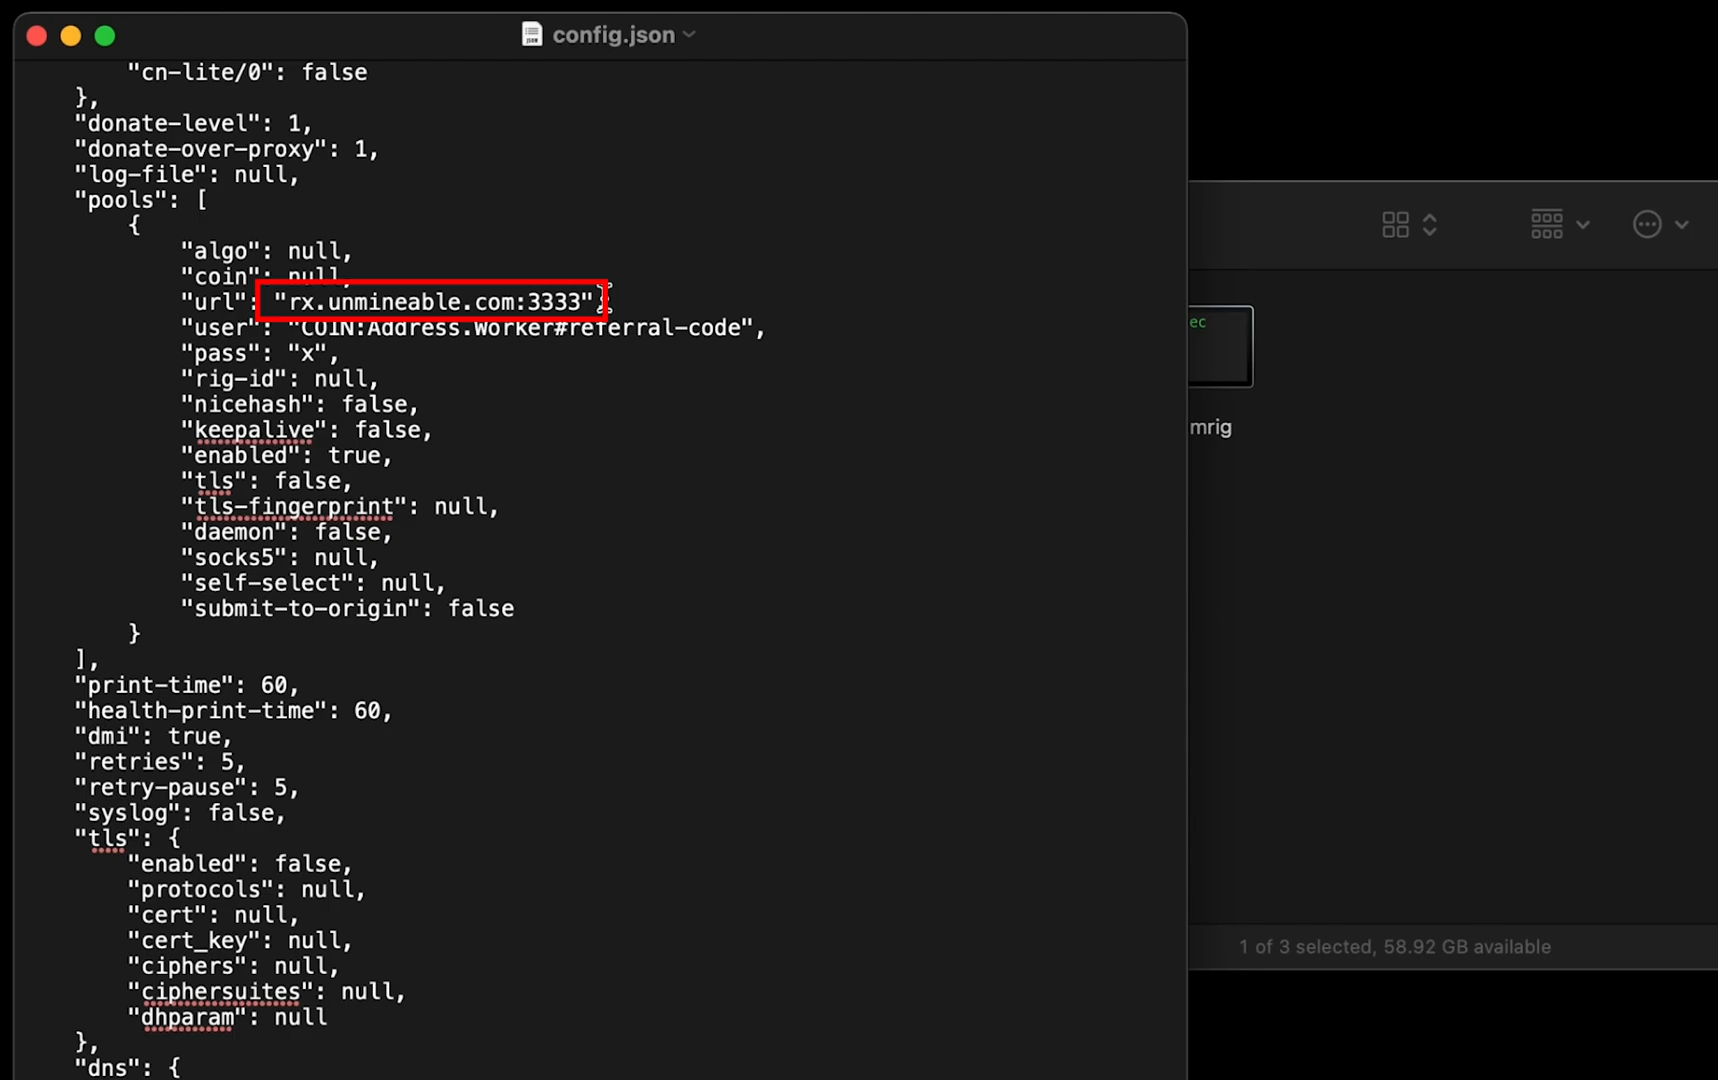 config.json
"cn-lite/0": false
},
"donate-level": 1,
"donate-over-proxy": 1,
"log-file": null,
"pools": [
{
"algo": null,
"coin": null,
"url": "rx.unmineable.com:3333",
"user": "COIN:Address.Worker#referral-code",
"pass": "x",
"rig-id": null,
"nicehash": false,
"keepalive": false,
"enabled": true,
"tls": false,
"tls-fingerprint": null,
"daemon": false,
"socks5": null,
"self-select": null,
"submit-to-origin": false
}
],
"print-time": 60,
"health-print-time": 60,
"dmi": true,
"retries": 5,
"retry-pause": 5,
"syslog": false,
"tls": {
"enabled": false,
"protocols": null,
"cert": null,
"cert_key": null,
"ciphers": null,
"ciphersuites": null,
"dhparam": null
},
"dns": {
ec
mrig
1 of 3 selected, 58.92 GB available